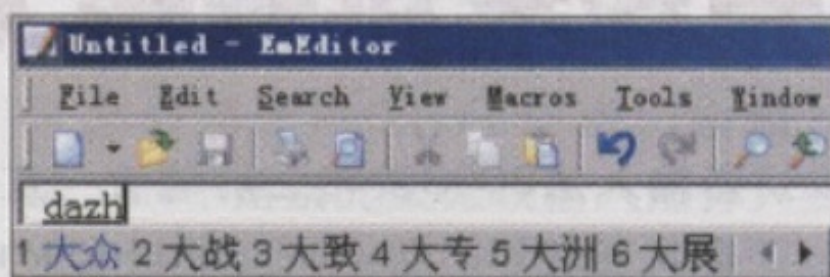 Untitled - EmEditor
File Edit Search View Macros Tools Window
dazh
1 大众 2 大战 3 大致 4 大专 5 大洲 6 大展